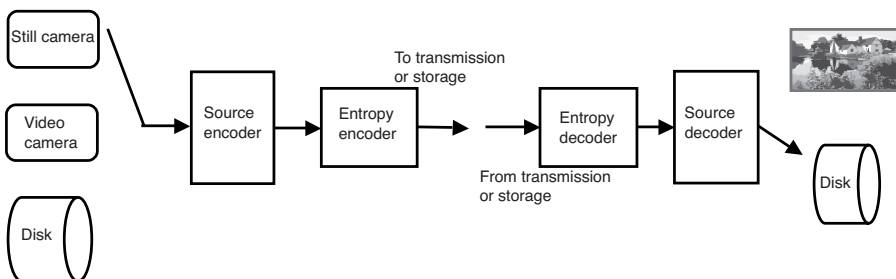 Still camera
Video
camera
Disk
Source
encoder
Entropy
encoder
To transmission
or storage
Entropy
decoder
From transmission
or storage
Source
decoder
Disk